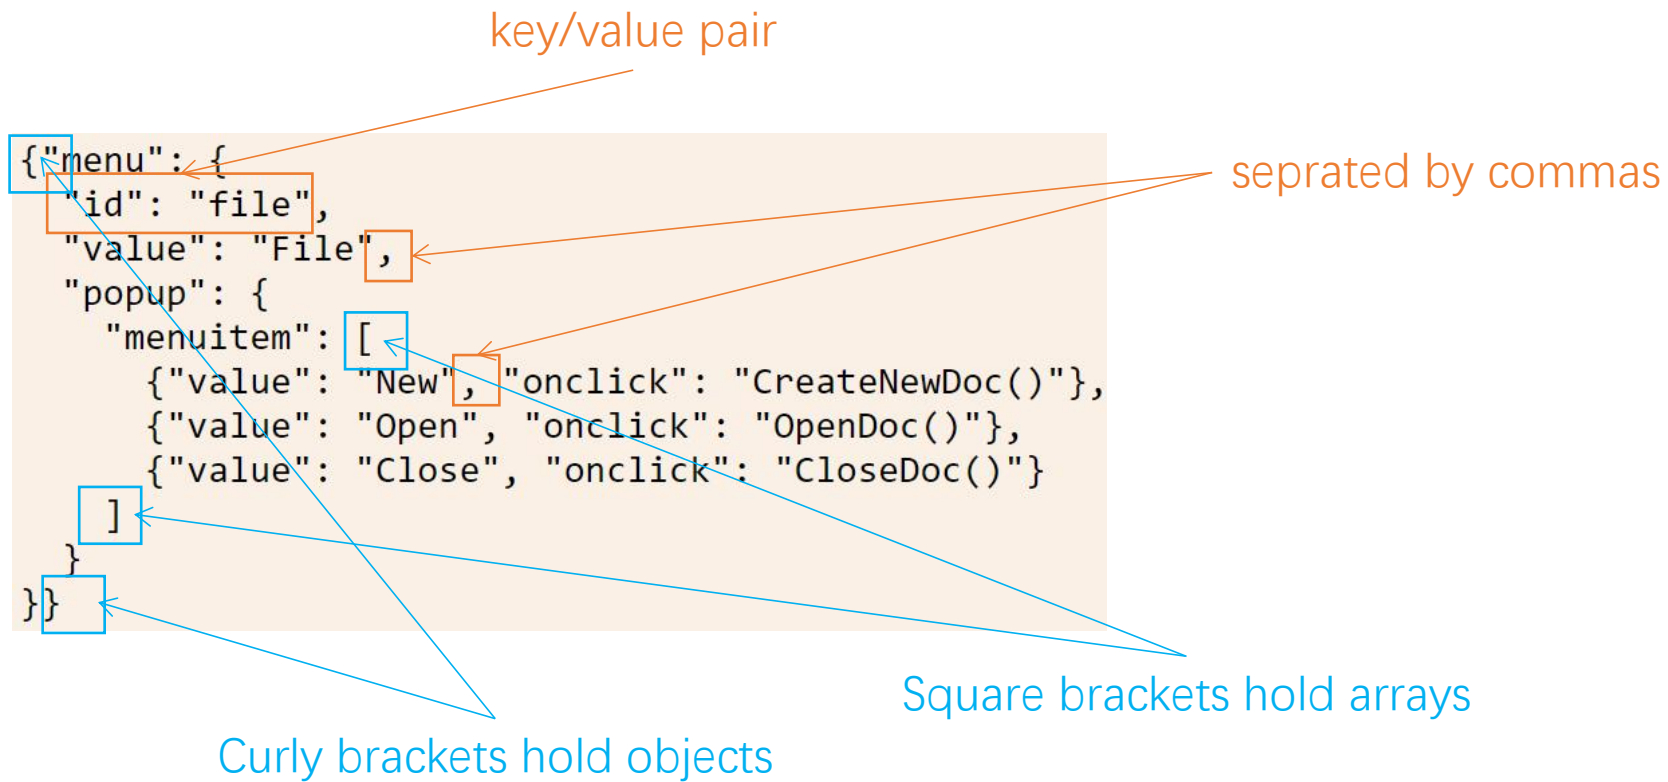 key/value pair
{"menu": {
"id": "file",
"value": "File",
"popup": {
"menuitem": [
{"value": "New", "onclick": "CreateNewDoc()"},
{"value": "Open", "onclick": "OpenDoc()"},
{"value": "Close", "onclick": "CloseDoc()"}
]
}
}}
seprated by commas
Square brackets hold arrays
Curly brackets hold objects